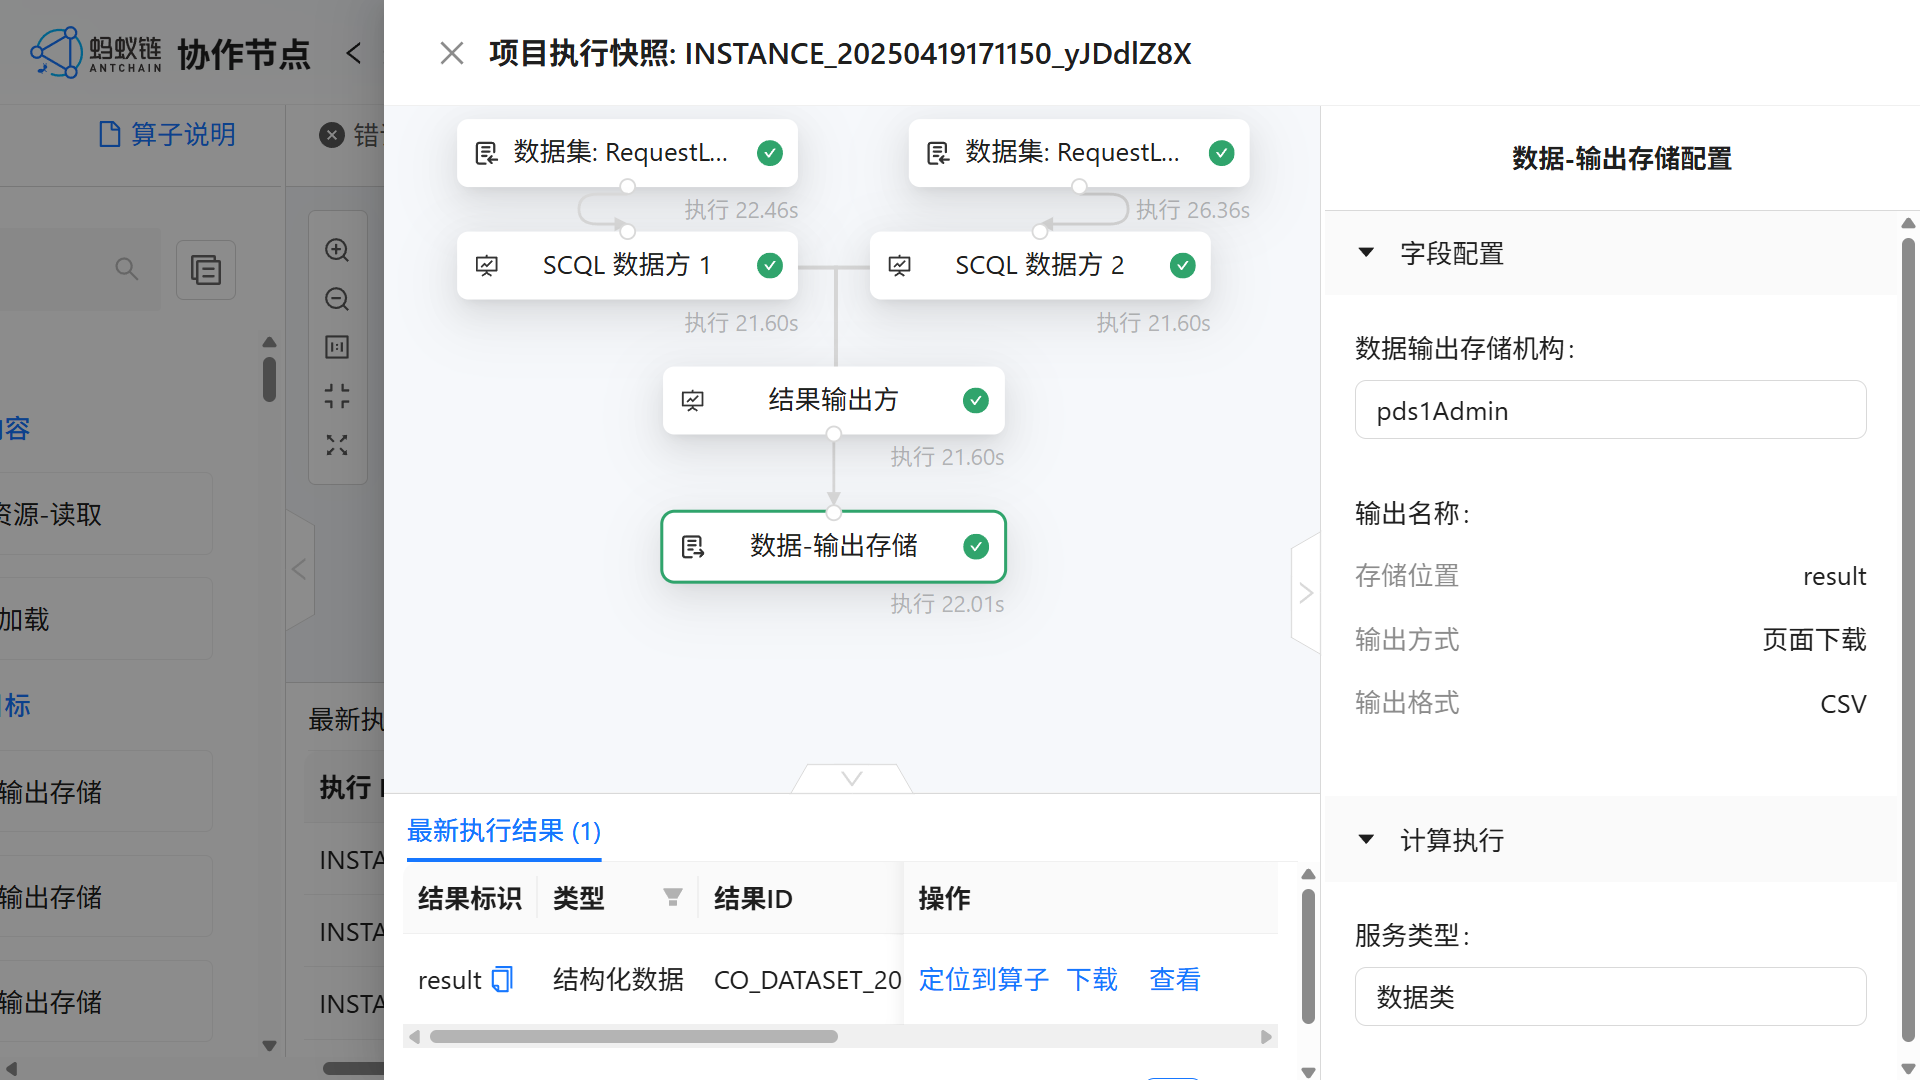 蚂蚁链
ANTCHAIN
协作节点
算子说明
资源-读取
加载
输出存储
输出存储
输出存储
最新执
执行
INSTA
INSTA
INSTA
项目执行快照: INSTANCE_20250419171150_yJDdlZ8X
数据集: RequestL...
数据集: RequestL...
执行 22.46s
执行 26.36s
SCQL 数据方 1
SCQL 数据方 2
执行 21.60s
执行 21.60s
结果输出方
执行 21.60s
数据-输出存储
执行 22.01s
最新执行结果 (1)
结果标识
类型
结果ID
操作
result
结构化数据
CO_DATASET_20
定位到算子
下载
查看
数据-输出存储配置
字段配置
数据输出存储机构:
pds1Admin
输出名称:
存储位置
result
输出方式
页面下载
输出格式
CSV
计算执行
服务类型:
数据类